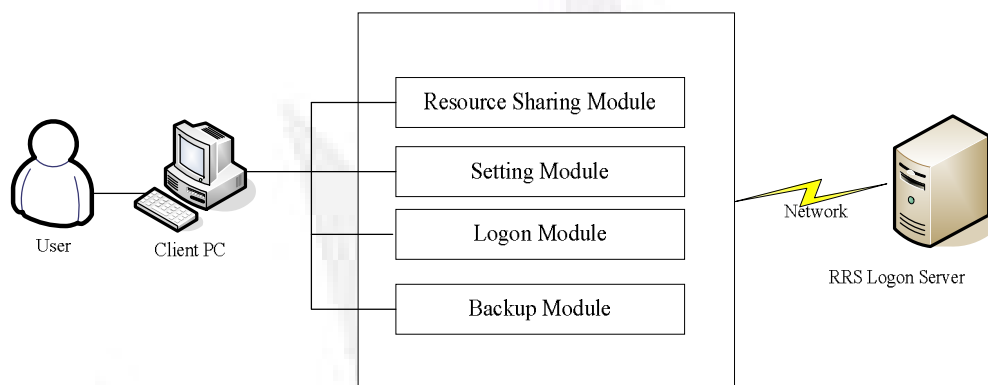 Resource Sharing Module
Setting Module
Logon Module
Backup Module
User
Client PC
Network
RRS Logon Server